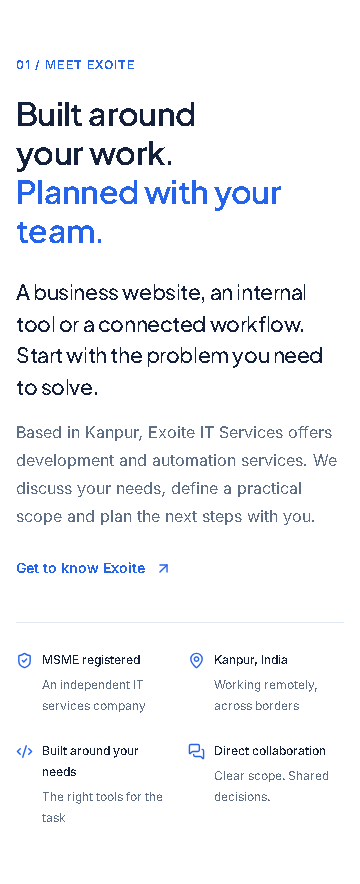 01 / MEET EXOITE
Built around
your work.
Planned with your
team.
A business website, an internal
tool or a connected workflow.
Start with the problem you need
to solve.
Based in Kanpur, Exoite IT Services offers
development and automation services. We
discuss your needs, define a practical
scope and plan the next steps with you.
Get to know Exoite
MSME registered
An independent IT
services company
Kanpur, India
Working remotely,
across borders
Built around your
needs
The right tools for the
task
Direct collaboration
Clear scope. Shared
decisions.